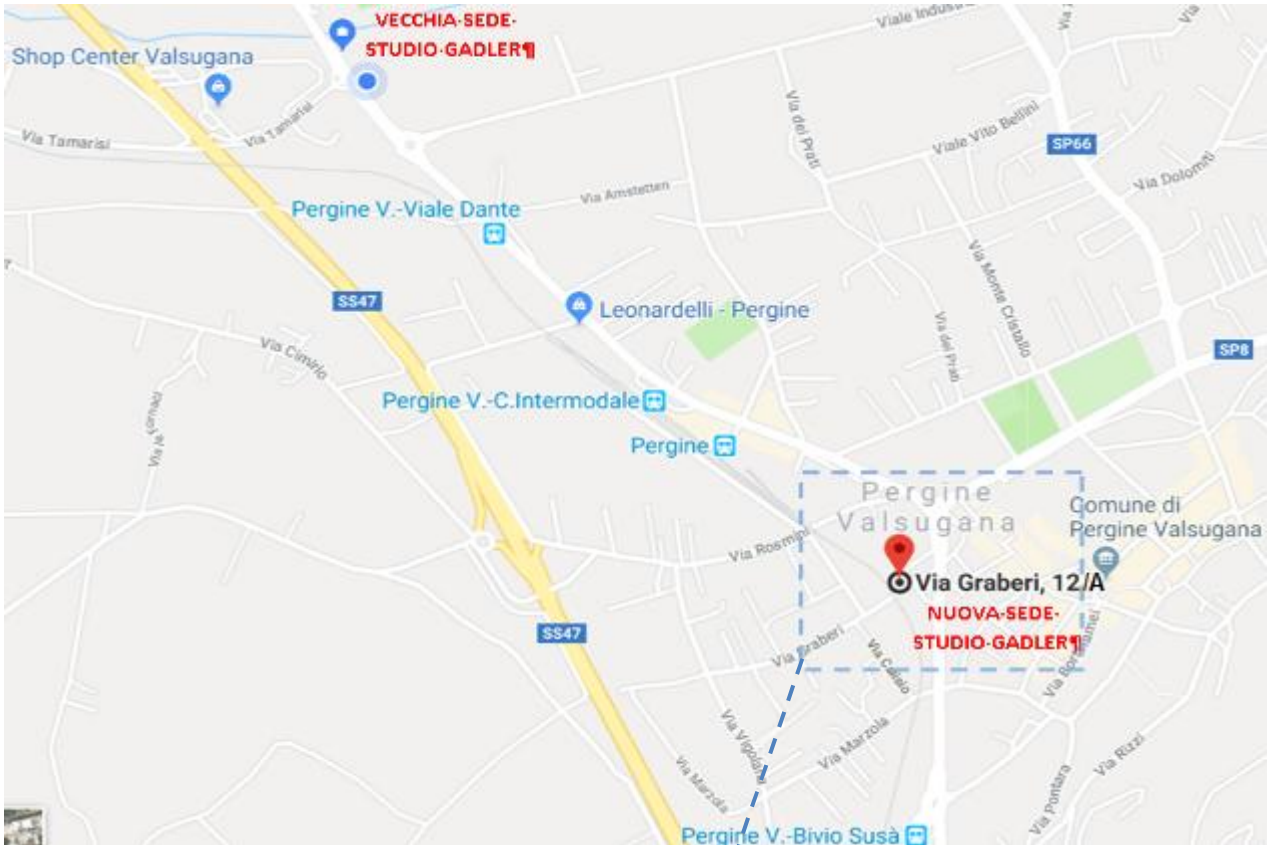 VECCHIA·SEDE·
STUDIO·GADLER¶
Viale Indust
Shop Center Valsugana
Via Tamarisi
Via Tamarisi
Via dei Prati
Viale Vito Bellini
SP66
Via Dolomiti
Via Amstetten
Pergine V.-Viale Dante
SS47
Leonardelli - Pergine
Via Monte Cristallo
Via dei Prati
SP8
Via Cimirlo
Pergine V.-C.Intermodale
Via le Fornaci
Pergine
Pergine
Valsugana
Comune di
Pergine Valsugana
Via Rosmini
Via Graberi, 12/A
NUOVA·SEDE·
STUDIO·GADLER¶
SS47
Via Graberi
Via Calisio
Via Vigolana
Via Marzola
Via Marzola
Via Rizzi
Via Pontara
Pergine V.-Bivio Susà